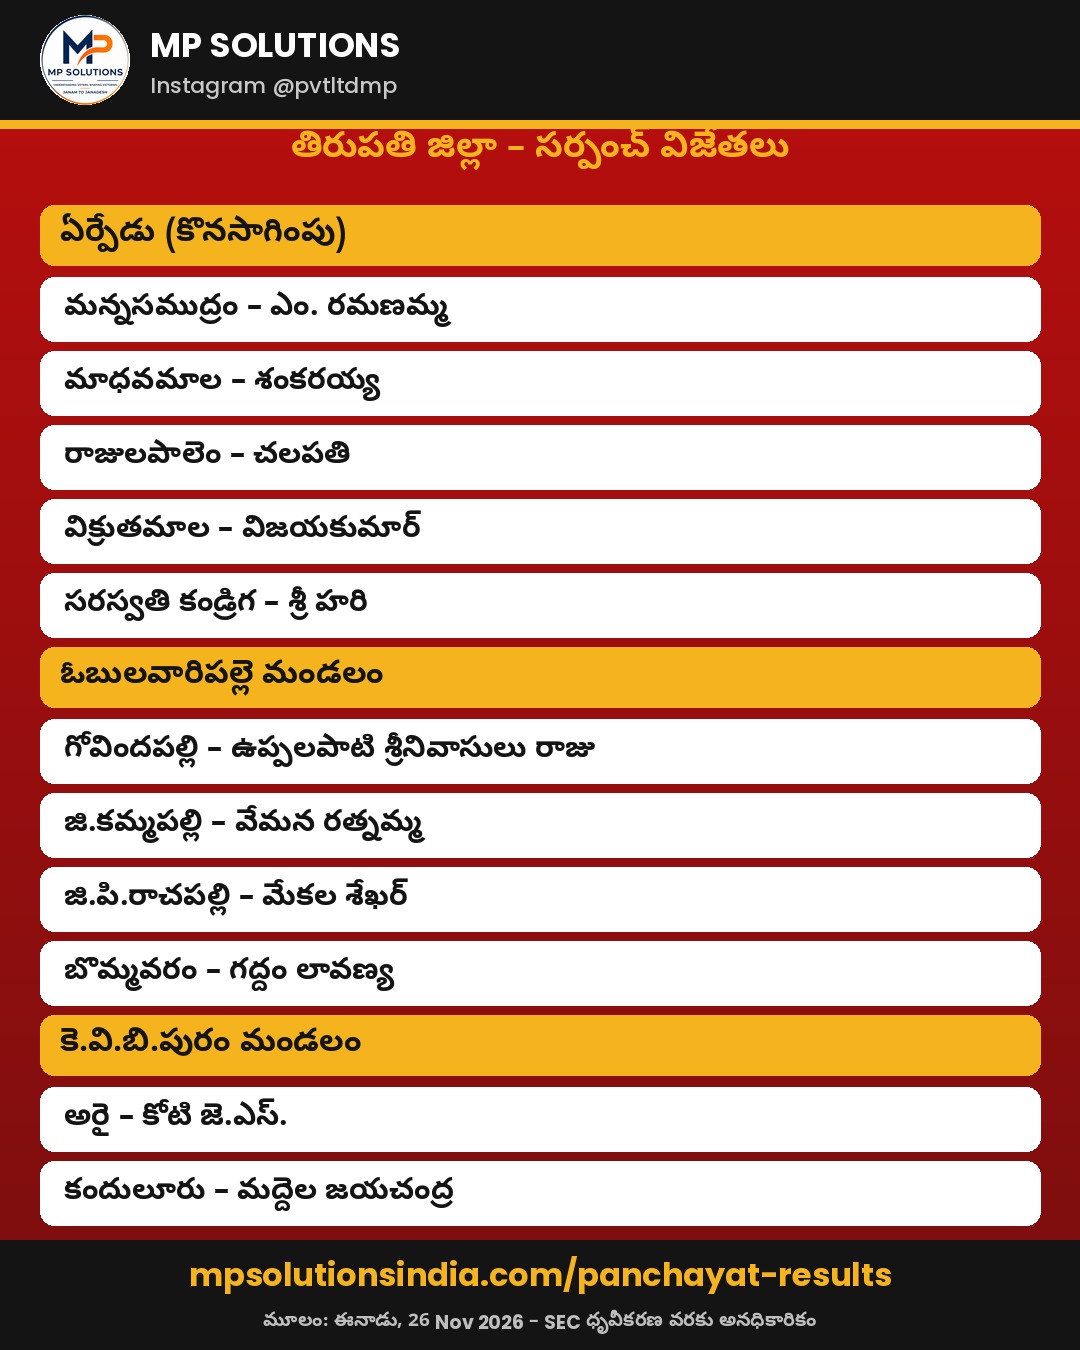 MP SOLUTIONS
MP SOLUTIONS
Instagram @pvtltdmp
తిరుపతి జిల్లా – సర్పంచ్ విజేతలు
ఏర్పేడు (కొనసాగింపు)
మన్నసముద్రం – ఎం. రమణమ్మ
మాధవమాల – శంకరయ్య
రాజులపాలెం – చలపతి
విక్రుతమాల – విజయకుమార్
సరస్వతి కండ్రిగ – శ్రీ హరి
ఓబులవారిపల్లె మండలం
గోవిందపల్లి – ఉప్పలపాటి శ్రీనివాసులు రాజు
జి.కమ్మపల్లి – వేమన రత్నమ్మ
జి.పి.రాచపల్లి – మేకల శేఖర్
బొమ్మవరం – గద్దం లావణ్య
కె.వి.బి.పురం మండలం
అరై – కోటి జె.ఎస్.
కందులూరు – మద్దెల జయచంద్ర
mpsolutionsindia.com/panchayat-results
మూలం: ఈనాడు, 26 Nov 2026 – SEC ధృవీకరణ వరకు అనధికారికం